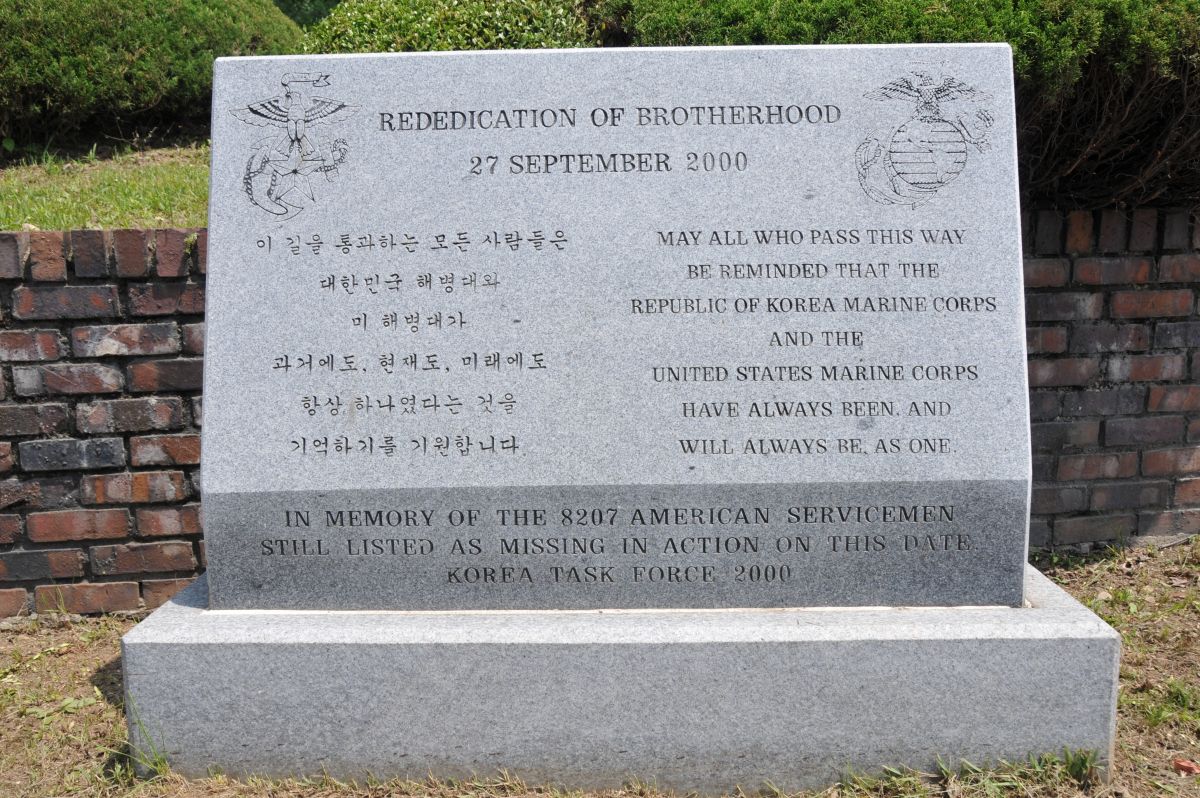 REDEDICATION OF BROTHERHOOD
27 SEPTEMBER 2000
이 길을 통과하는 모든 사람들은
대한민국 해병대와
미 해병대가
과거에도, 현재도, 미래에도
항상 하나였다는 것을
기억하기를 기원합니다.
MAY ALL WHO PASS THIS WAY
BE REMINDED THAT THE
REPUBLIC OF KOREA MARINE CORPS
AND THE
UNITED STATES MARINE CORPS
HAVE ALWAYS BEEN, AND
WILL ALWAYS BE, AS ONE.
IN MEMORY OF THE 8207 AMERICAN SERVICEMEN
STILL LISTED AS MISSING IN ACTION ON THIS DATE.
KOREA TASK FORCE 2000